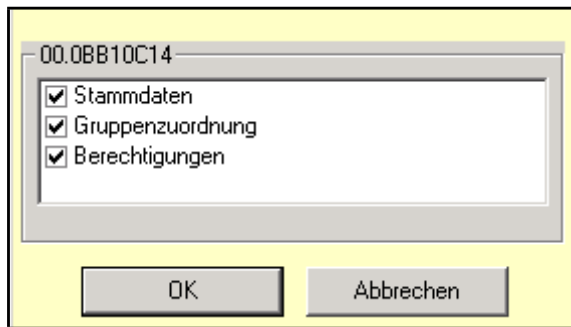 00.0BB10C14
Stammdaten
Gruppenzuordnung
Berechtigungen
OK Abbrechen